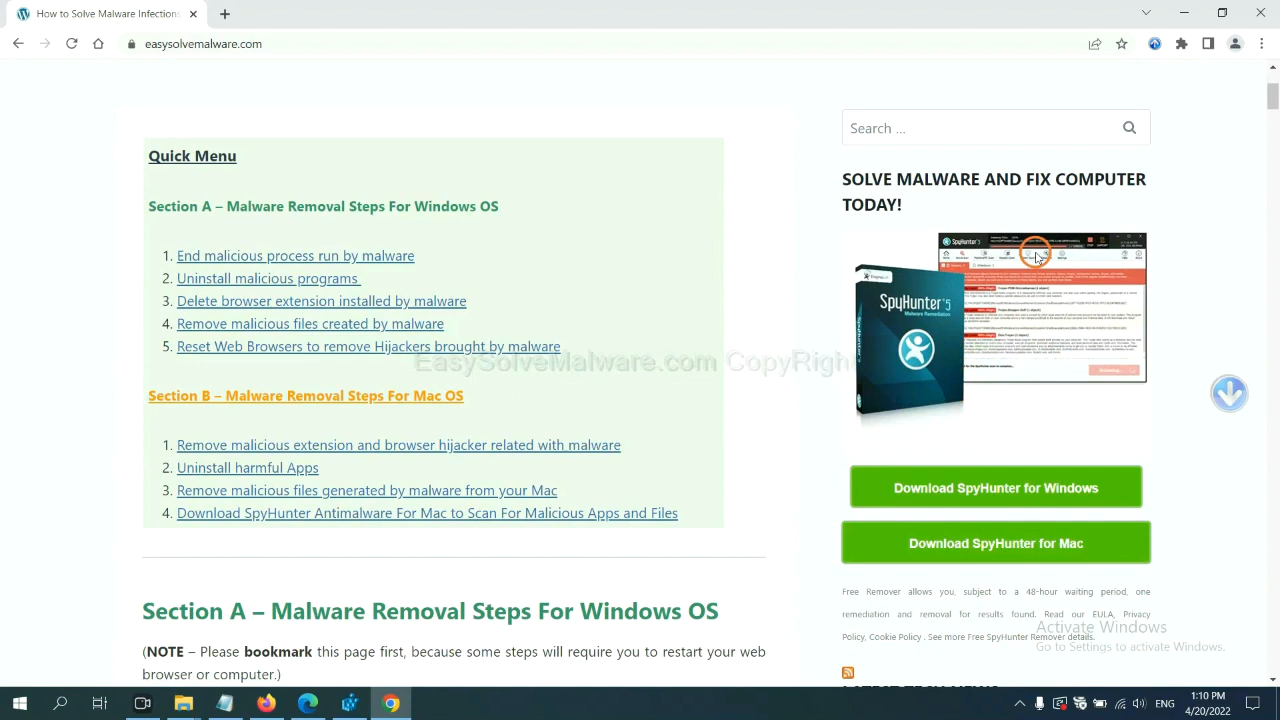 How to Solve Malware Infections |
easysolvemalware.com
Quick Menu
Section A – Malware Removal Steps For Windows OS
1. End malicious process run by malware
2. Uninstall malicious programs
3. Delete browser extension installed by malware
4. Remove malicious files created by malware
5. Reset Web Browsers to Remove Hijackers brought by malware
Section B – Malware Removal Steps For Mac OS
1. Remove malicious extension and browser hijacker related with malware
2. Uninstall harmful Apps
3. Remove malicious files generated by malware from your Mac
4. Download SpyHunter Antimalware For Mac to Scan For Malicious Apps and Files
Section A – Malware Removal Steps For Windows OS
(NOTE – Please bookmark this page first, because some steps will require you to restart your web
browser or computer.)
Search …
SOLVE MALWARE AND FIX COMPUTER
TODAY!
SpyHunter 5
SpyHunter 5
Malware Remediation
Download SpyHunter for Windows
Download SpyHunter for Mac
Free Remover allows you, subject to a 48-hour waiting period, one
remediation and removal for results found. Read our EULA, Privacy
Policy, Cookie Policy . See more Free SpyHunter Remover details.
Activate Windows
Go to Settings to activate Windows.
LATEST TECH NEWS
ENG
1:10 PM
4/20/2022